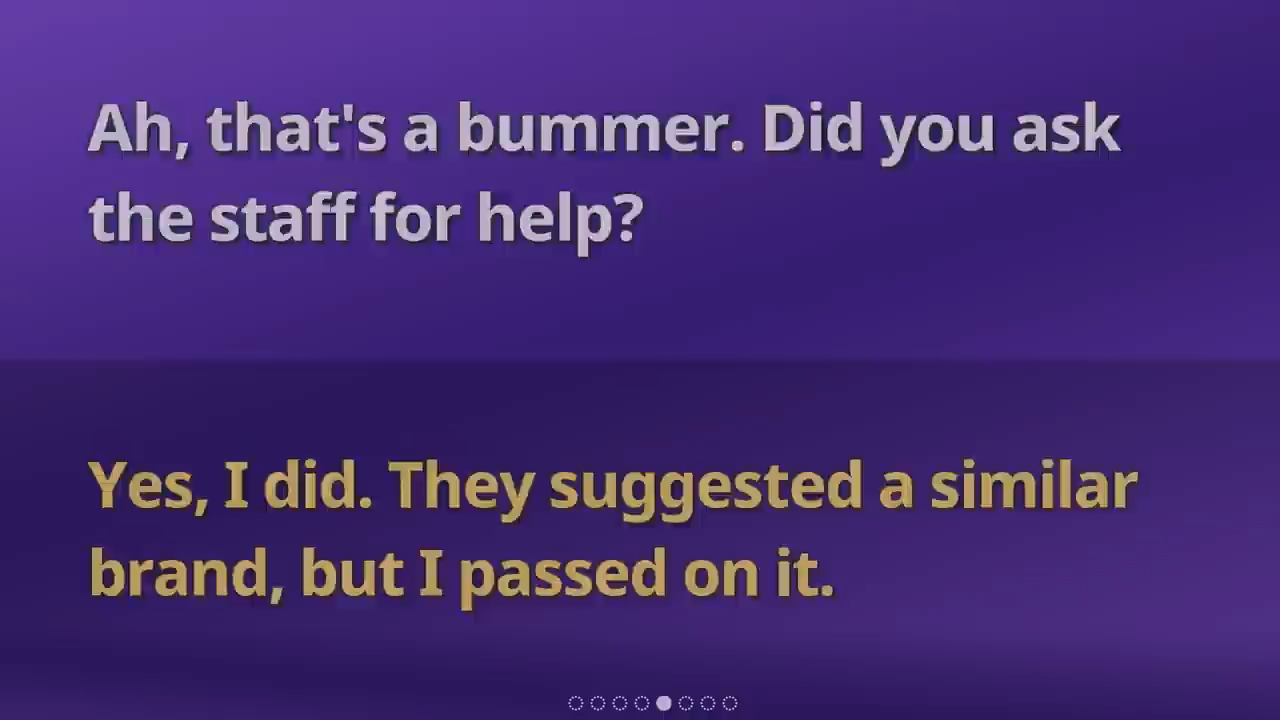 Ah, that's a bummer. Did you ask
the staff for help?
Yes, I did. They suggested a similar
brand, but I passed on it.